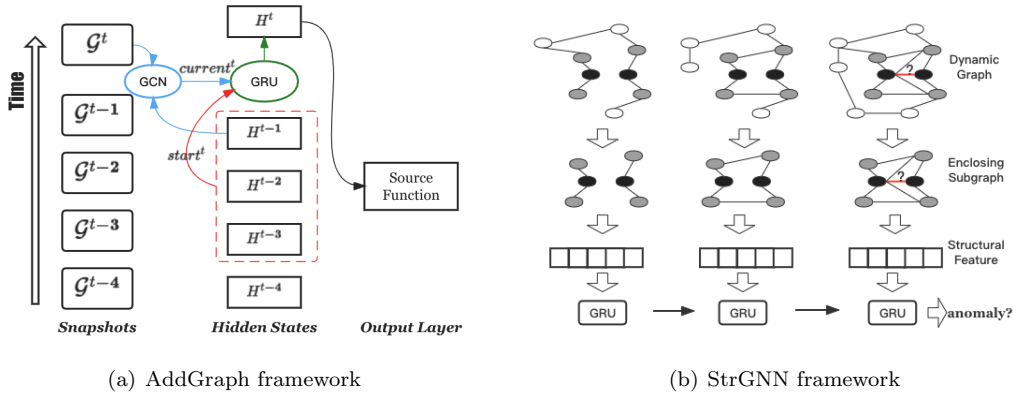 Time
𝒢^t
𝒢^{t−1}
𝒢^{t−2}
𝒢^{t−3}
𝒢^{t−4}
Snapshots
GCN
current^t
GRU
start^t
H^t
H^{t−1}
H^{t−2}
H^{t−3}
H^{t−4}
Hidden States
Source
Function
Output Layer
(a) AddGraph framework
?
Dynamic
Graph
?
Enclosing
Subgraph
Structural
Feature
GRU
GRU
GRU
anomaly?
(b) StrGNN framework